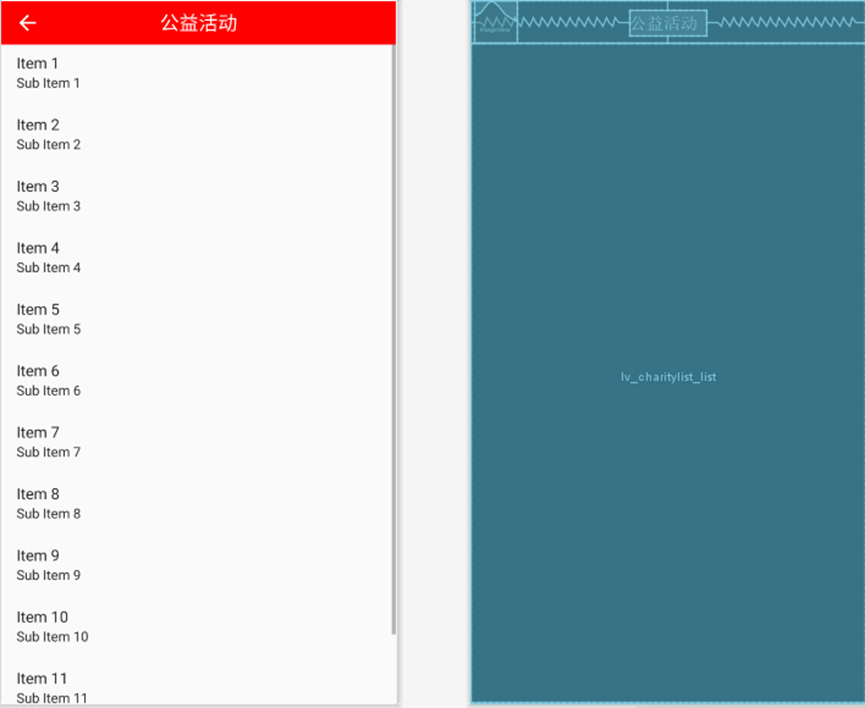 公益活动
Item 1
Sub Item 1
Item 2
Sub Item 2
Item 3
Sub Item 3
Item 4
Sub Item 4
Item 5
Sub Item 5
Item 6
Sub Item 6
Item 7
Sub Item 7
Item 8
Sub Item 8
Item 9
Sub Item 9
Item 10
Sub Item 10
Item 11
Sub Item 11
公益活动
lv_charitylist_list